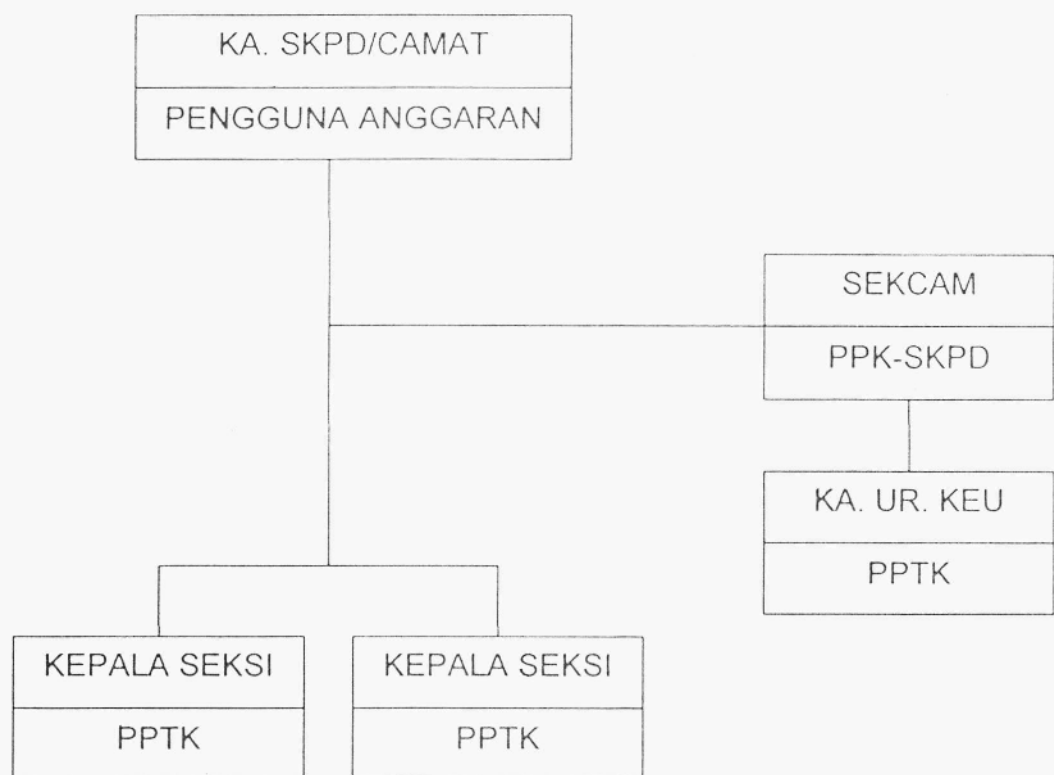 KA. SKPD/CAMAT
PENGGUNA ANGGARAN
SEKCAM
PPK-SKPD
KA. UR. KEU
PPTK
KEPALA SEKSI
PPTK
KEPALA SEKSI
PPTK